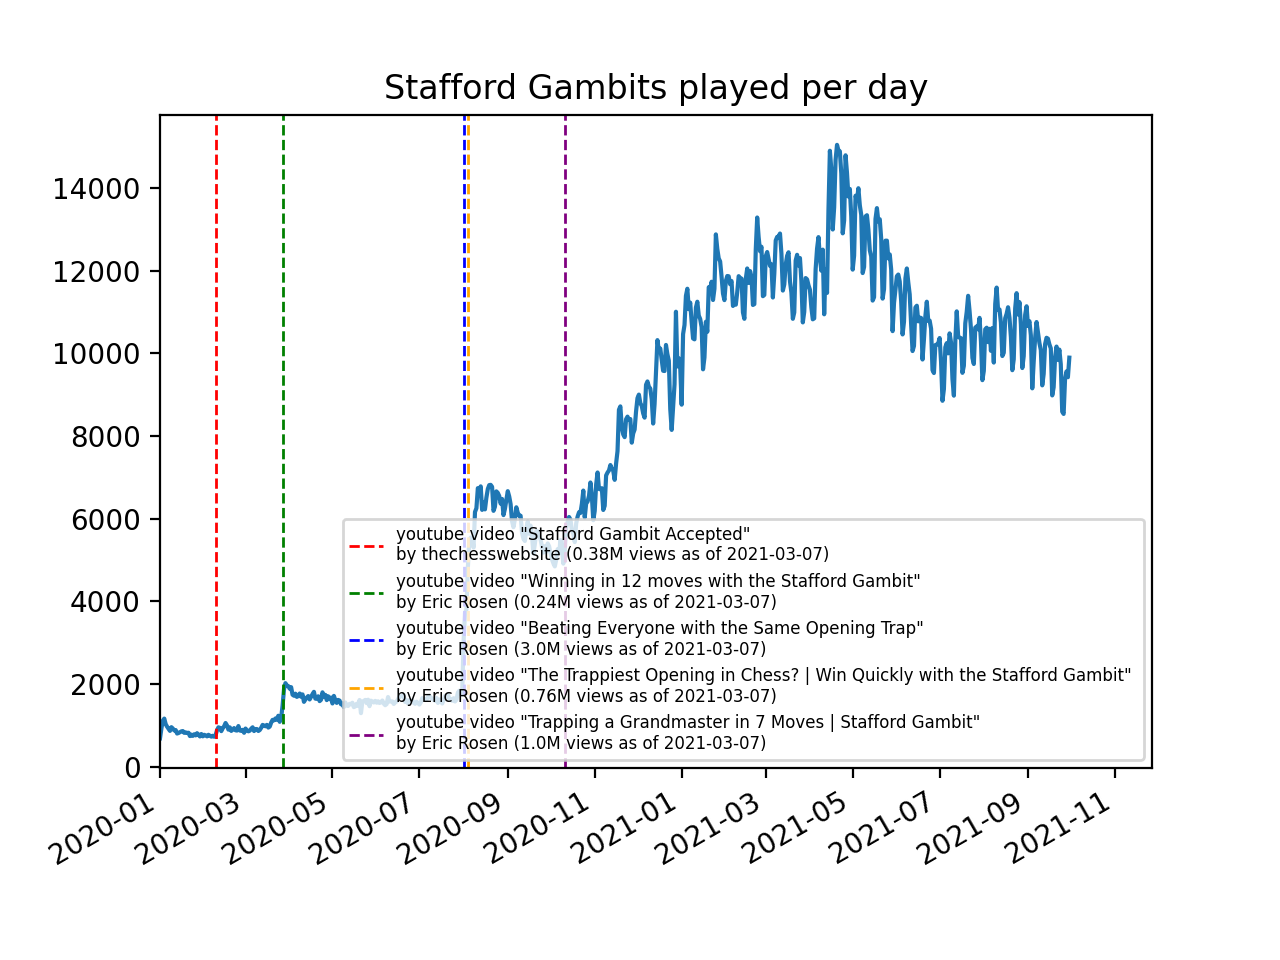 Stafford Gambits played per day
14000
12000
10000
8000
6000
4000
2000
0
youtube video "Stafford Gambit Accepted"
by thechesswebsite (0.38M views as of 2021-03-07)
youtube video "Winning in 12 moves with the Stafford Gambit"
by Eric Rosen (0.24M views as of 2021-03-07)
youtube video "Beating Everyone with the Same Opening Trap"
by Eric Rosen (3.0M views as of 2021-03-07)
youtube video "The Trappiest Opening in Chess? | Win Quickly with the Stafford Gambit"
by Eric Rosen (0.76M views as of 2021-03-07)
youtube video "Trapping a Grandmaster in 7 Moves | Stafford Gambit"
by Eric Rosen (1.0M views as of 2021-03-07)
2020-01
2020-03
2020-05
2020-07
2020-09
2020-11
2021-01
2021-03
2021-05
2021-07
2021-09
2021-11